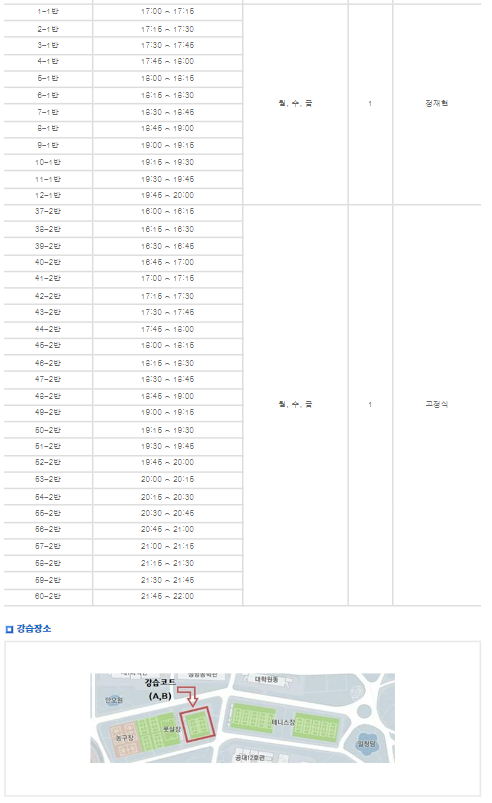 1-1반 17:00 ~ 17:15
2-1반 17:15 ~ 17:30
3-1반 17:30 ~ 17:45
4-1반 17:45 ~ 18:00
5-1반 18:00 ~ 18:15
6-1반 18:15 ~ 18:30
7-1반 18:30 ~ 18:45
8-1반 18:45 ~ 19:00
9-1반 19:00 ~ 19:15
10-1반 19:15 ~ 19:30
11-1반 19:30 ~ 19:45
12-1반 19:45 ~ 20:00
월, 수, 금 1 정재현
37-2반 16:00 ~ 16:15
38-2반 16:15 ~ 16:30
39-2반 16:30 ~ 16:45
40-2반 16:45 ~ 17:00
41-2반 17:00 ~ 17:15
42-2반 17:15 ~ 17:30
43-2반 17:30 ~ 17:45
44-2반 17:45 ~ 18:00
45-2반 18:00 ~ 18:15
46-2반 18:15 ~ 18:30
47-2반 18:30 ~ 18:45
48-2반 18:45 ~ 19:00
49-2반 19:00 ~ 19:15
50-2반 19:15 ~ 19:30
51-2반 19:30 ~ 19:45
52-2반 19:45 ~ 20:00
53-2반 20:00 ~ 20:15
54-2반 20:15 ~ 20:30
55-2반 20:30 ~ 20:45
56-2반 20:45 ~ 21:00
57-2반 21:00 ~ 21:15
58-2반 21:15 ~ 21:30
59-2반 21:30 ~ 21:45
60-2반 21:45 ~ 22:00
월, 수, 금 1 고정식
강습장소
강습코트
(A,B)
대학원동
농구장
풋살장
테니스장
일청담
공대12호관